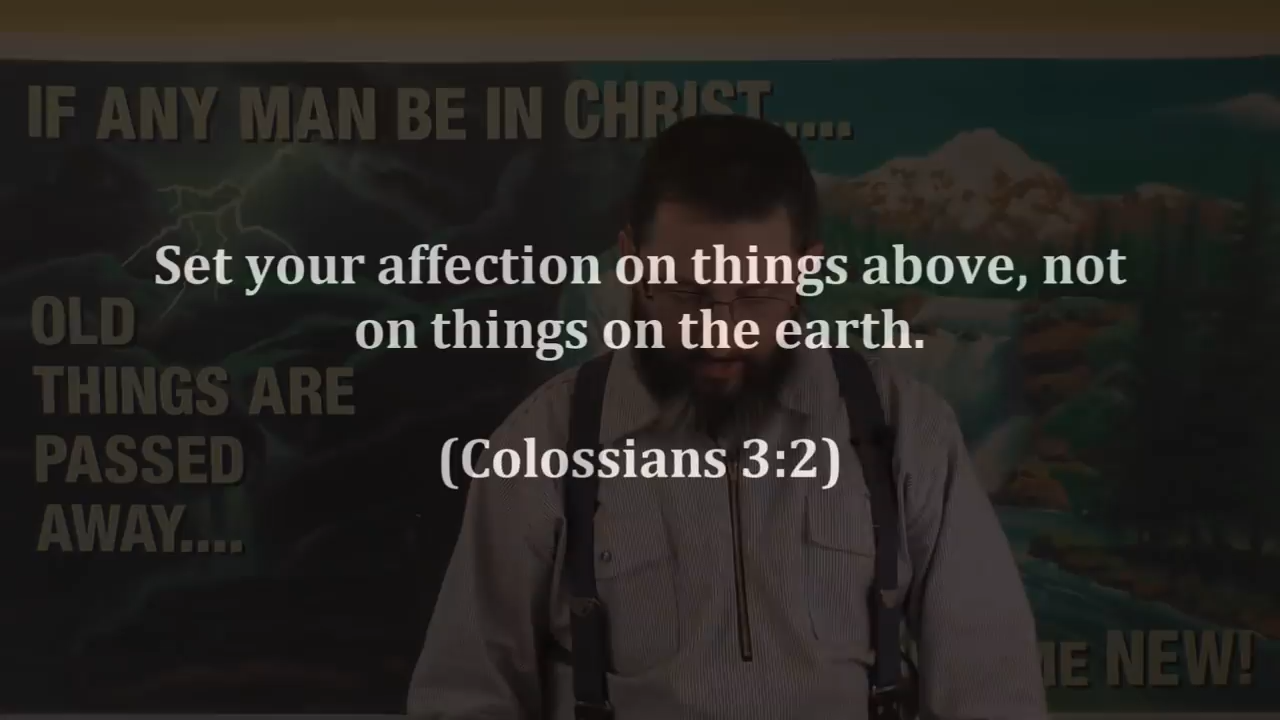 IF ANY MAN BE IN CHRIST.....
Set your affection on things above, not
on things on the earth.
(Colossians 3:2)
OLD
THINGS ARE
PASSED
AWAY....
NEW!